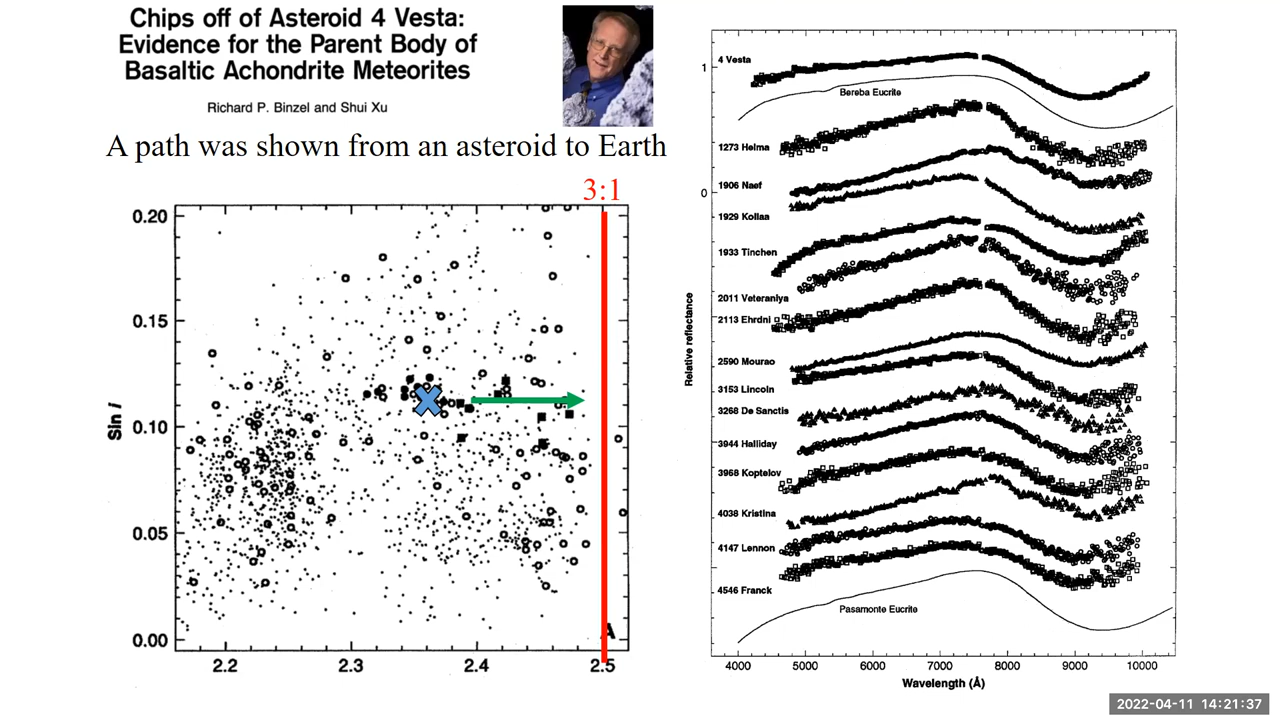 Chips off of Asteroid 4 Vesta:
Evidence for the Parent Body of
Basaltic Achondrite Meteorites
Richard P. Binzel and Shui Xu
A path was shown from an asteroid to Earth
3:1
0.20
0.15
0.10
0.05
0.00
Sin i
A
2.2
2.3
2.4
2.5
1
0
Relative reflectance
4 Vesta
Bereba Eucrite
1273 Helma
1906 Naef
1929 Kollaa
1933 Tinchen
2011 Veteraniya
2113 Ehrdni
2590 Mourao
3153 Lincoln
3268 De Sanctis
3944 Halliday
3968 Koptelov
4038 Kristina
4147 Lennon
4546 Franck
Pasamonte Eucrite
4000
5000
6000
7000
8000
9000
10000
Wavelength (Å)
2022-04-11 14:21:37